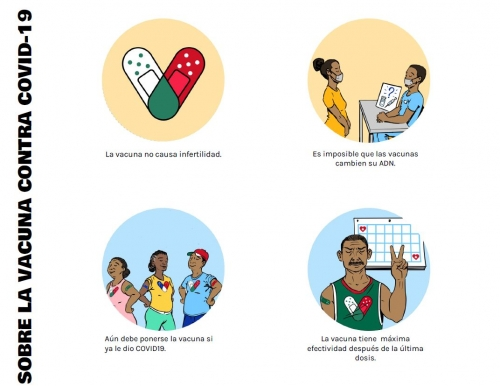 SOBRE LA VACUNA CONTRA COVID-19
La vacuna no causa infertilidad.
Es imposible que las vacunas
cambien su ADN.
Aún debe ponerse la vacuna si
ya le dio COVID19.
La vacuna tiene máxima
efectividad después de la última
dosis.